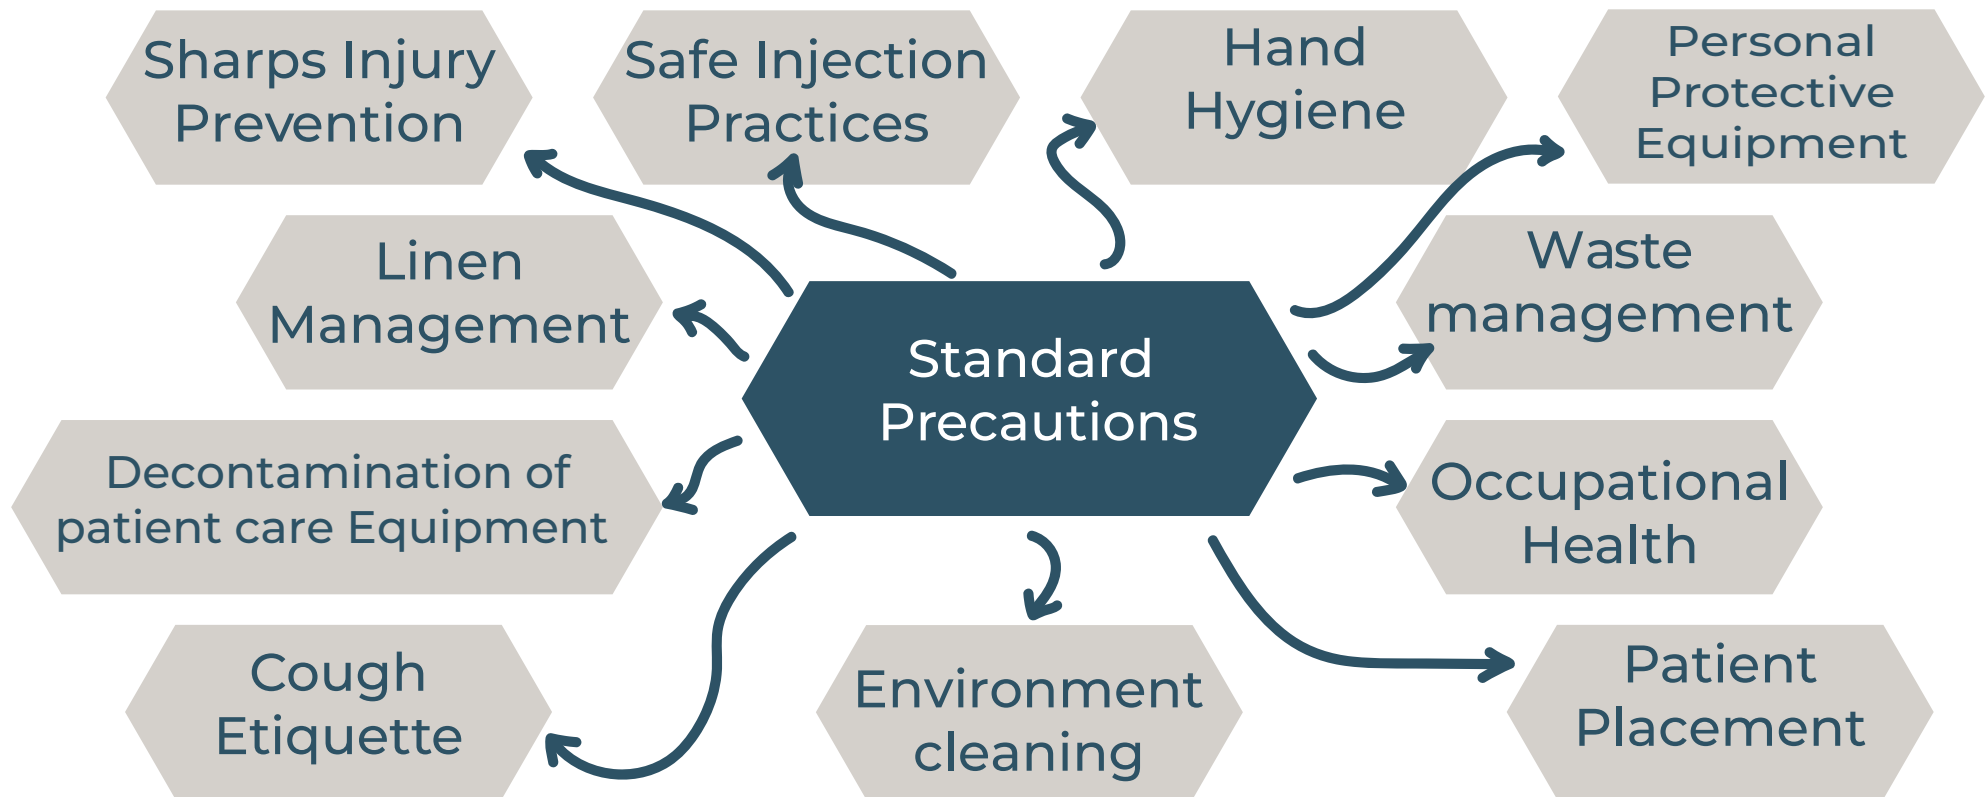 Sharps Injury
Prevention
Safe Injection
Practices
Hand
Hygiene
Personal
Protective
Equipment
Linen
Management
Waste
management
Standard
Precautions
Decontamination of
patient care Equipment
Occupational
Health
Cough
Etiquette
Environment
cleaning
Patient
Placement